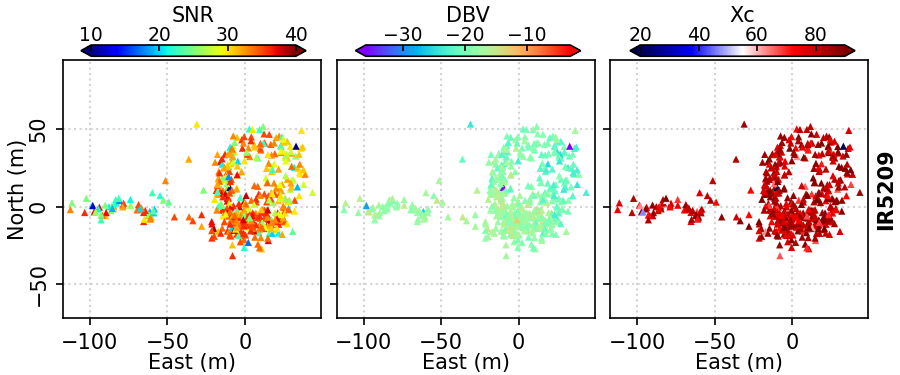 SNR DBV Xc
10 20 30 40 −30 −20 −10 20 40 60 80
50
0
−50
North (m)
IR5209
−100 −50 0 −100 −50 0 −100 −50 0
East (m) East (m) East (m)